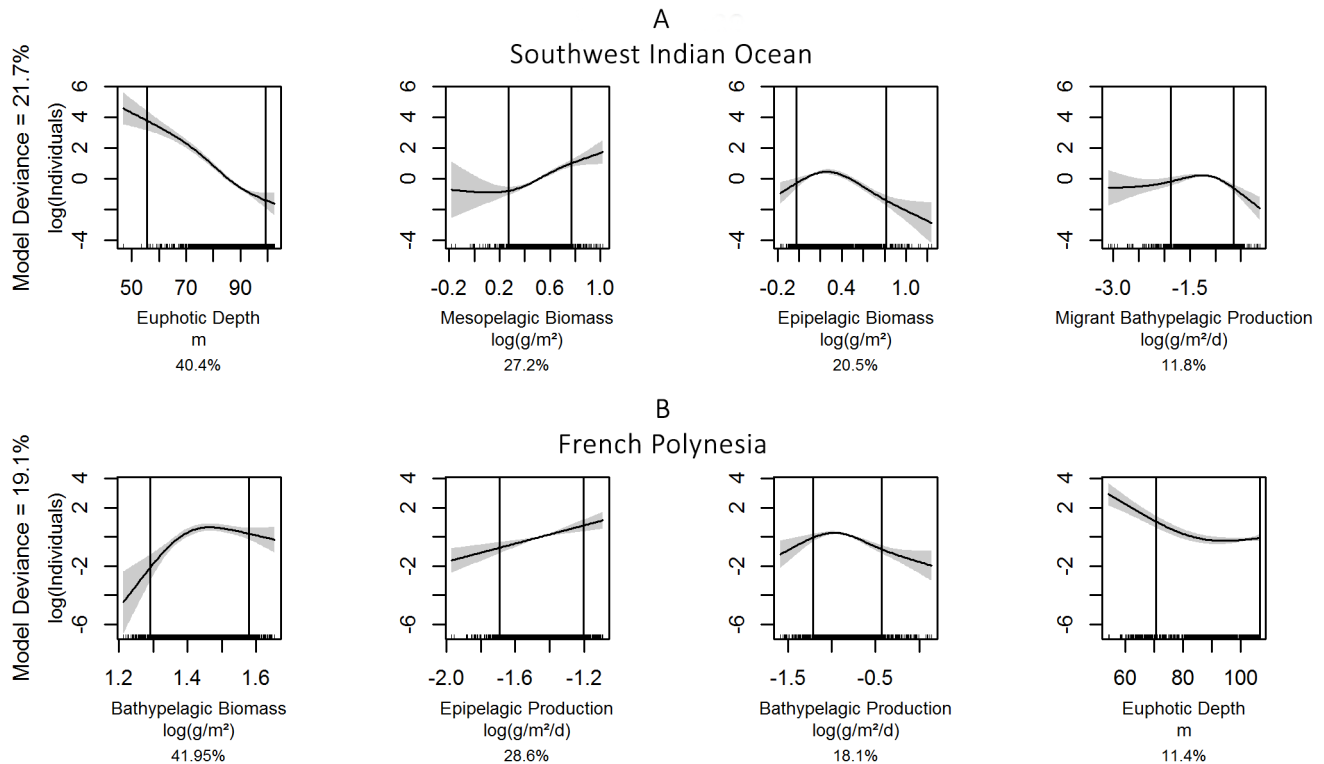 A
Southwest Indian Ocean
Model Deviance = 21.7%
log(Individuals)
6
4
2
0
-4
50 70 90
Euphotic Depth
m
40.4%
6
4
2
0
-4
-0.2 0.2 0.6 1.0
Mesopelagic Biomass
log(g/m²)
27.2%
6
4
2
0
-4
-0.2 0.4 1.0
Epipelagic Biomass
log(g/m²)
20.5%
6
4
2
0
-4
-3.0 -1.5
Migrant Bathypelagic Production
log(g/m²/d)
11.8%
B
French Polynesia
Model Deviance = 19.1%
log(Individuals)
4
2
-2
-6
1.2 1.4 1.6
Bathypelagic Biomass
log(g/m²)
41.95%
4
2
-2
-6
-2.0 -1.6 -1.2
Epipelagic Production
log(g/m²/d)
28.6%
4
2
-2
-6
-1.5 -0.5
Bathypelagic Production
log(g/m²/d)
18.1%
4
2
-2
-6
60 80 100
Euphotic Depth
m
11.4%